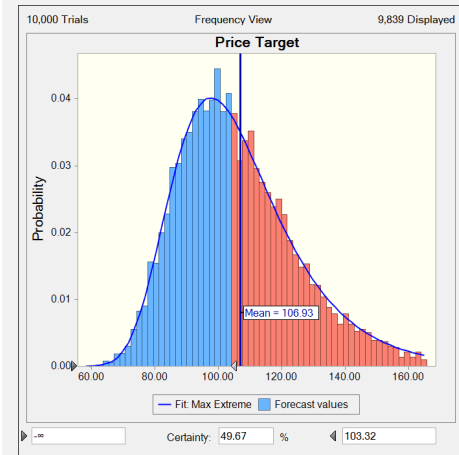 10,000 Trials Frequency View 9,839 Displayed
Price Target
0.04
0.03
0.02
0.01
0.00
Probability
Mean = 106.93
60.00 80.00 100.00 120.00 140.00 160.00
Fit: Max Extreme Forecast values
-∞ Certainty: 49.67 % 103.32